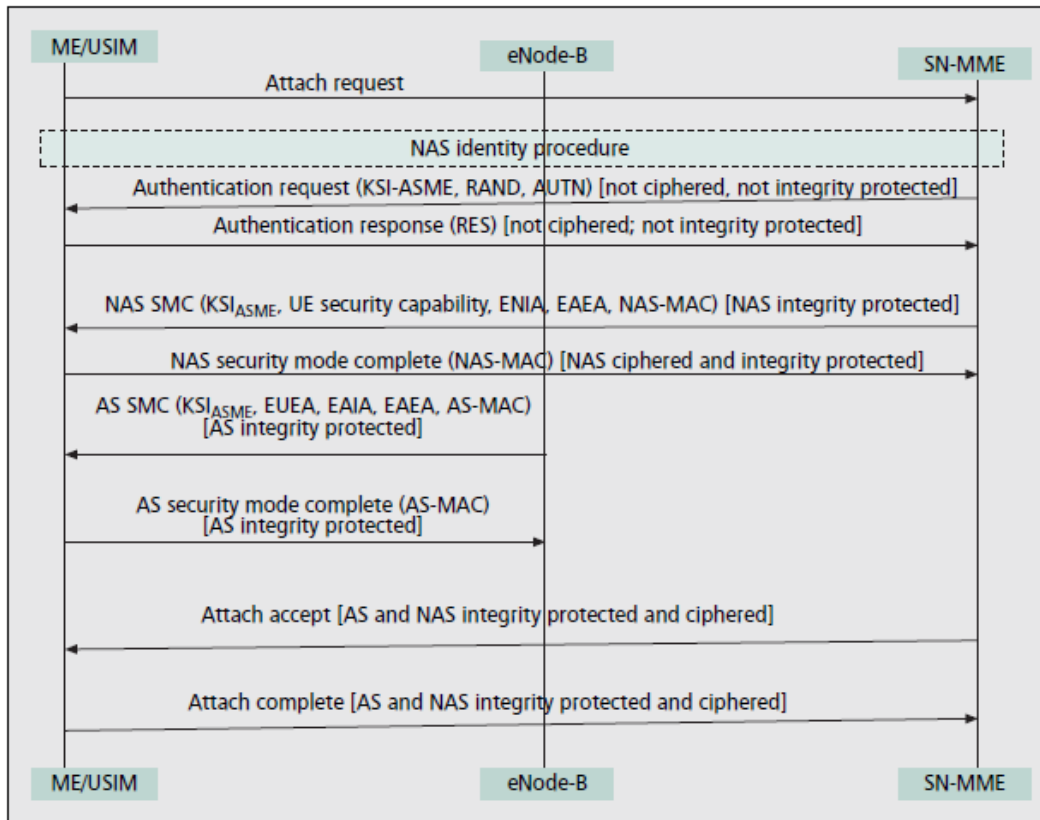 ME/USIM
eNode-B
SN-MME
Attach request
NAS identity procedure
Authentication request (KSI-ASME, RAND, AUTN) [not ciphered, not integrity protected]
Authentication response (RES) [not ciphered; not integrity protected]
NAS SMC (KSIASME, UE security capability, ENIA, EAEA, NAS-MAC) [NAS integrity protected]
NAS security mode complete (NAS-MAC) [NAS ciphered and integrity protected]
AS SMC (KSIASME, EUEA, EAIA, EAEA, AS-MAC)
[AS integrity protected]
AS security mode complete (AS-MAC)
[AS integrity protected]
Attach accept [AS and NAS integrity protected and ciphered]
Attach complete [AS and NAS integrity protected and ciphered]
ME/USIM
eNode-B
SN-MME